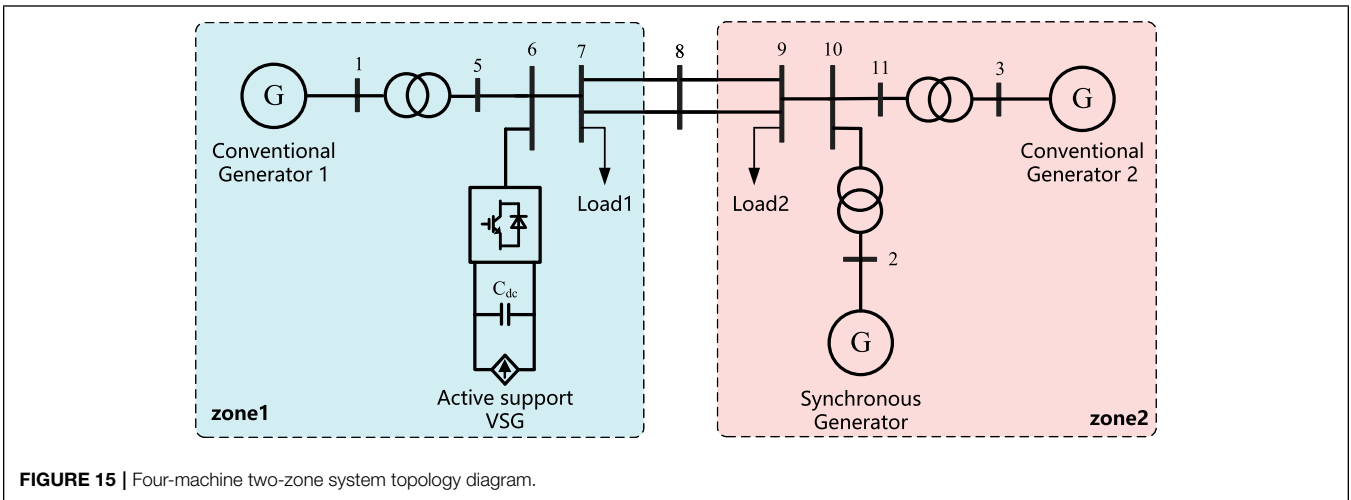 1
5
6
7
8
9
10
11
3
G
G
Conventional
Generator 1
Conventional
Generator 2
Load1
Load2
2
C_dc
G
Active support
VSG
Synchronous
Generator
zone1
zone2
FIGURE 15 | Four-machine two-zone system topology diagram.